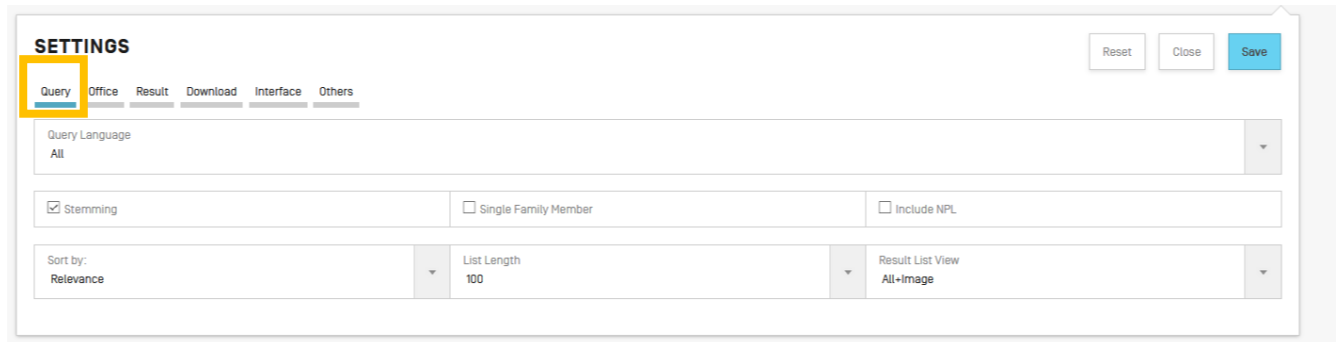 SETTINGS
Reset Close Save
Query Office Result Download Interface Others
Query Language
All
Stemming Single Family Member Include NPL
Sort by: List Length Result List View
Relevance 100 All+Image